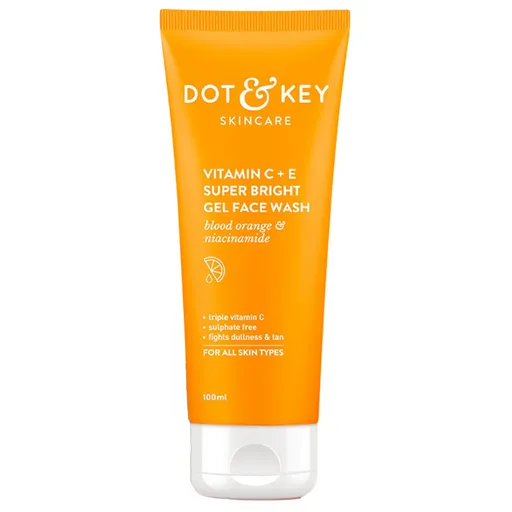 DOT & KEY
SKINCARE
VITAMIN C + E
SUPER BRIGHT
GEL FACE WASH
blood orange &
niacinamide
• triple vitamin C
• sulphate free
• fights dullness & tan
FOR ALL SKIN TYPES
100ml